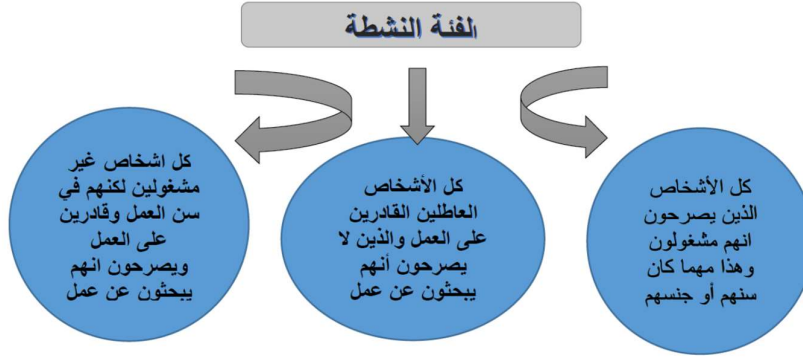 الفئة النشطة
كل الأشخاص
الذين يصرحون
انهم مشغولون
وهذا مهما كان
سنهم أو جنسهم
كل الأشخاص
العاطلين القادرين
على العمل والذين لا
يصرحون أنهم
يبحثون عن عمل
كل اشخاص غير
مشغولين لكنهم في
سن العمل وقادرين
على العمل
ويصرحون انهم
يبحثون عن عمل